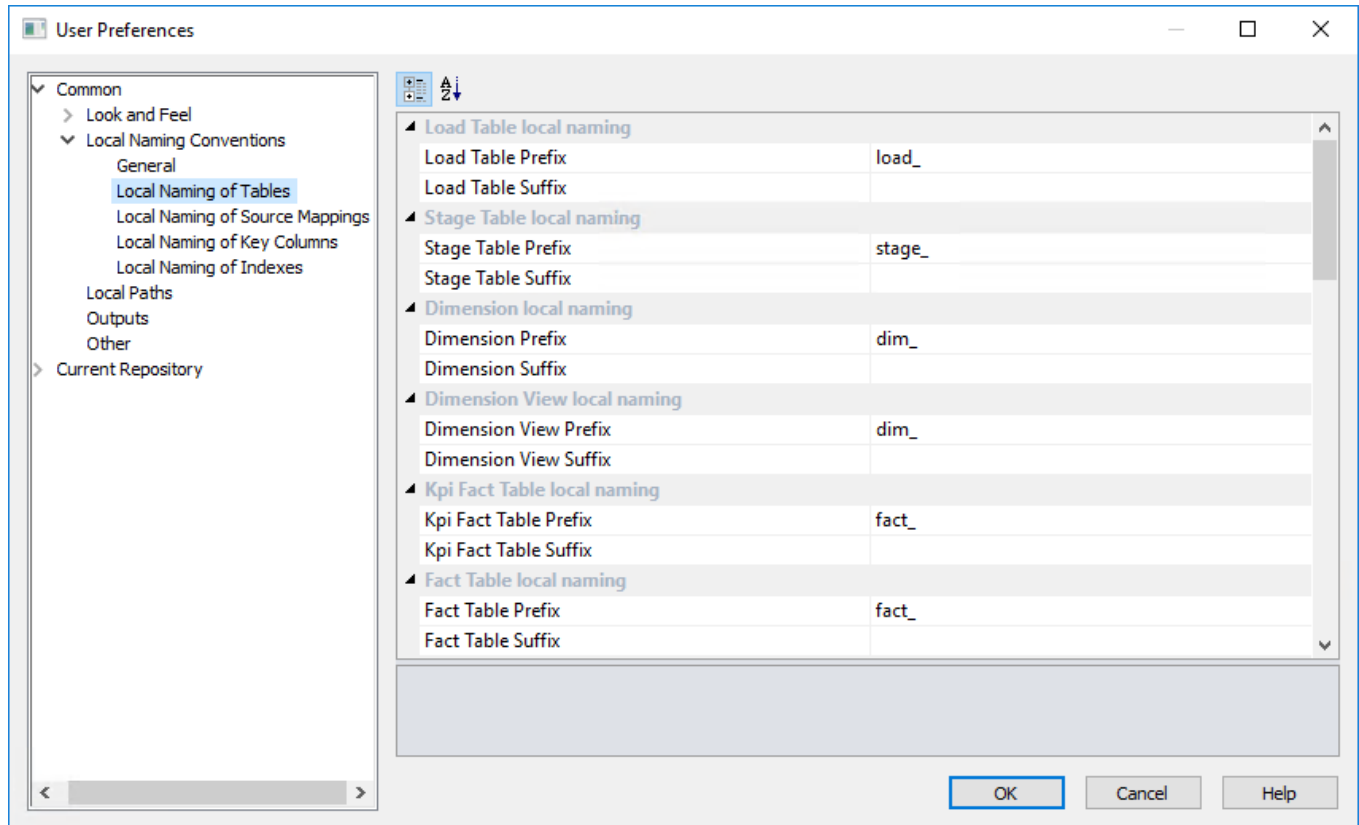 User Preferences
Common
Look and Feel
Local Naming Conventions
General
Local Naming of Tables
Local Naming of Source Mappings
Local Naming of Key Columns
Local Naming of Indexes
Local Paths
Outputs
Other
Current Repository
A
Z
Load Table local naming
Load Table Prefix load_
Load Table Suffix
Stage Table local naming
Stage Table Prefix stage_
Stage Table Suffix
Dimension local naming
Dimension Prefix dim_
Dimension Suffix
Dimension View local naming
Dimension View Prefix dim_
Dimension View Suffix
Kpi Fact Table local naming
Kpi Fact Table Prefix fact_
Kpi Fact Table Suffix
Fact Table local naming
Fact Table Prefix fact_
Fact Table Suffix
OK Cancel Help